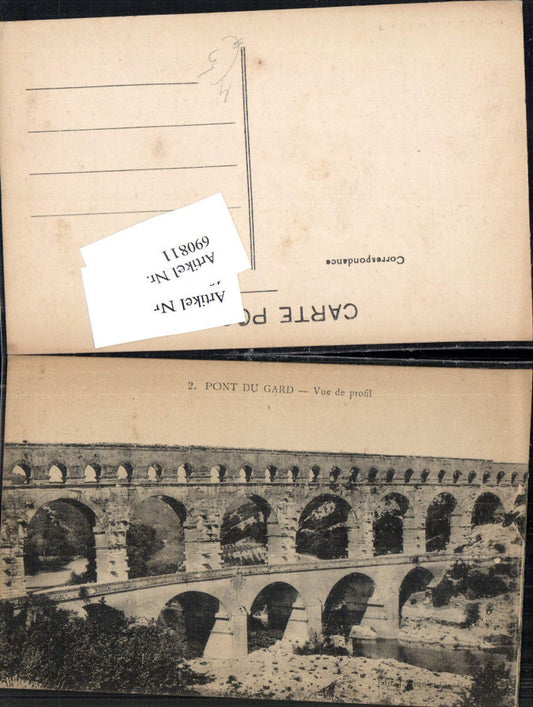 Correspondance
CARTE PO
Artikel Nr.
690811
Artikel Nr
2. PONT DU GARD — Vue de profil